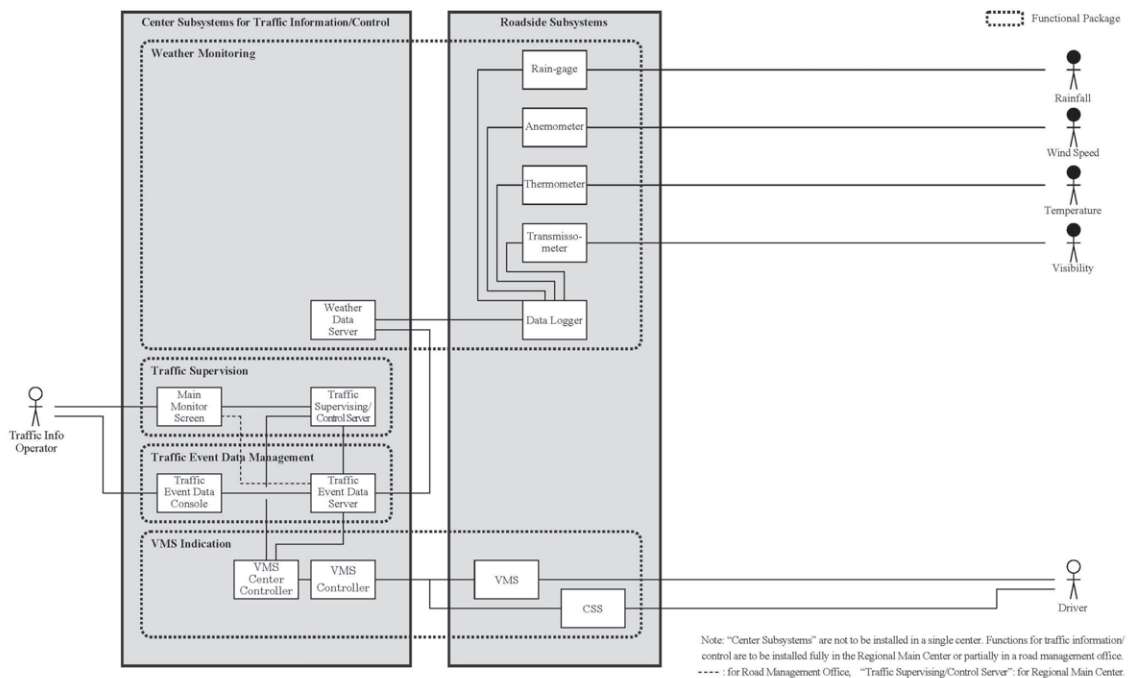 Center Subsystems for Traffic Information/Control
Roadside Subsystems
Functional Package
Weather Monitoring
Rain-gage
Rainfall
Anemometer
Wind Speed
Thermometer
Temperature
Transmisso-
meter
Visibility
Weather
Data
Server
Data Logger
Traffic Supervision
Main
Monitor
Screen
Traffic
Supervising/
Control Server
Traffic Info
Operator
Traffic Event Data Management
Traffic
Event Data
Console
Traffic
Event Data
Server
VMS Indication
VMS
Center
Controller
VMS
Controller
VMS
CSS
Driver
Note: “Center Subsystems” are not to be installed in a single center. Functions for traffic information/
control are to be installed fully in the Regional Main Center or partially in a road management office.
----- : for Road Management Office, “Traffic Supervising/Control Server”: for Regional Main Center.